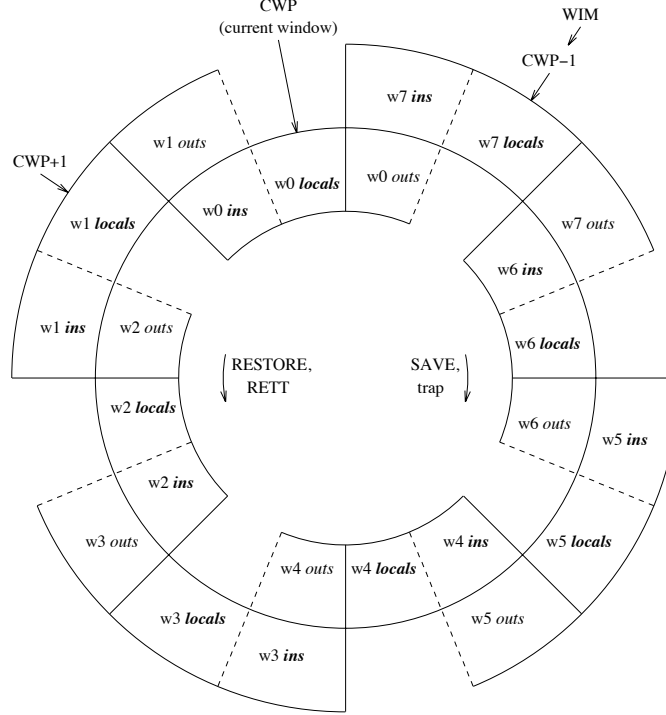 CWP
(current window)
WIM
CWP−1
w7 ins
w1 outs
w7 locals
CWP+1
w0 locals
w0 outs
w0 ins
w1 locals
w7 outs
w6 ins
w1 ins
w2 outs
w6 locals
RESTORE,
RETT
SAVE,
trap
w2 locals
w6 outs
w5 ins
w2 ins
w3 outs
w4 ins
w5 locals
w4 outs
w4 locals
w3 locals
w5 outs
w3 ins